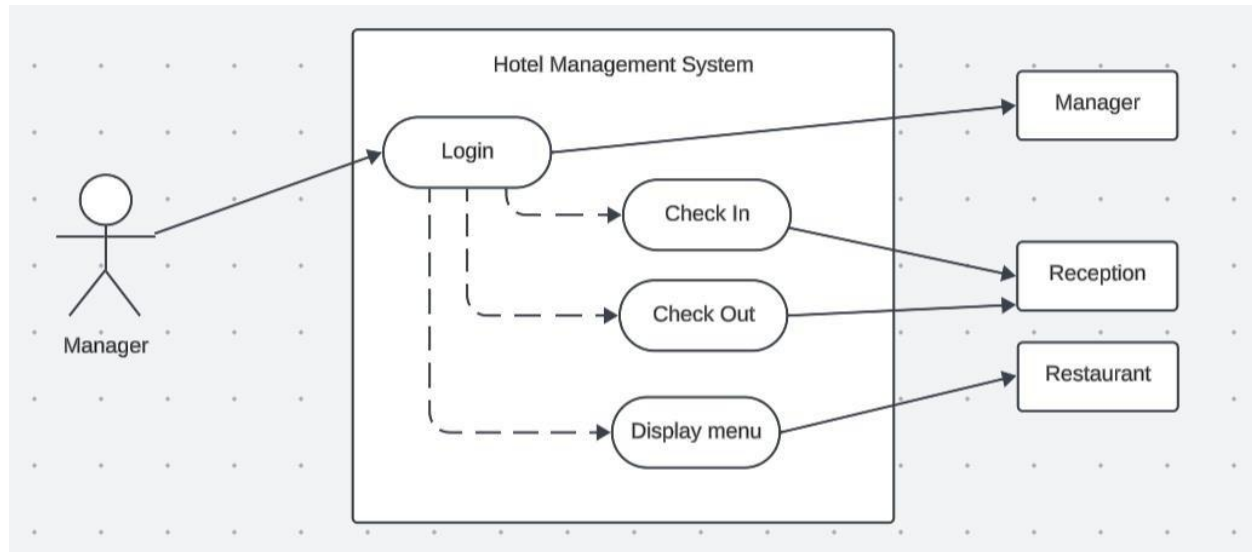 Hotel Management System
Manager
Login
Check In
Reception
Check Out
Manager
Restaurant
Display menu